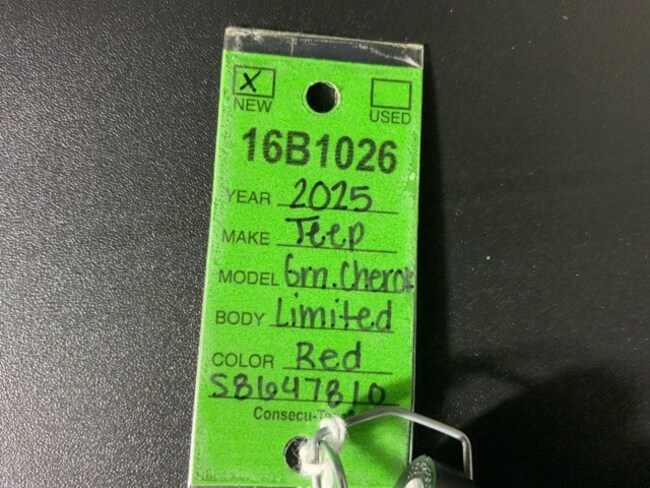 X
NEW USED
16B1026
YEAR 2025
MAKE Jeep
MODEL Grn.Cherok
BODY Limited
COLOR Red
S8647810